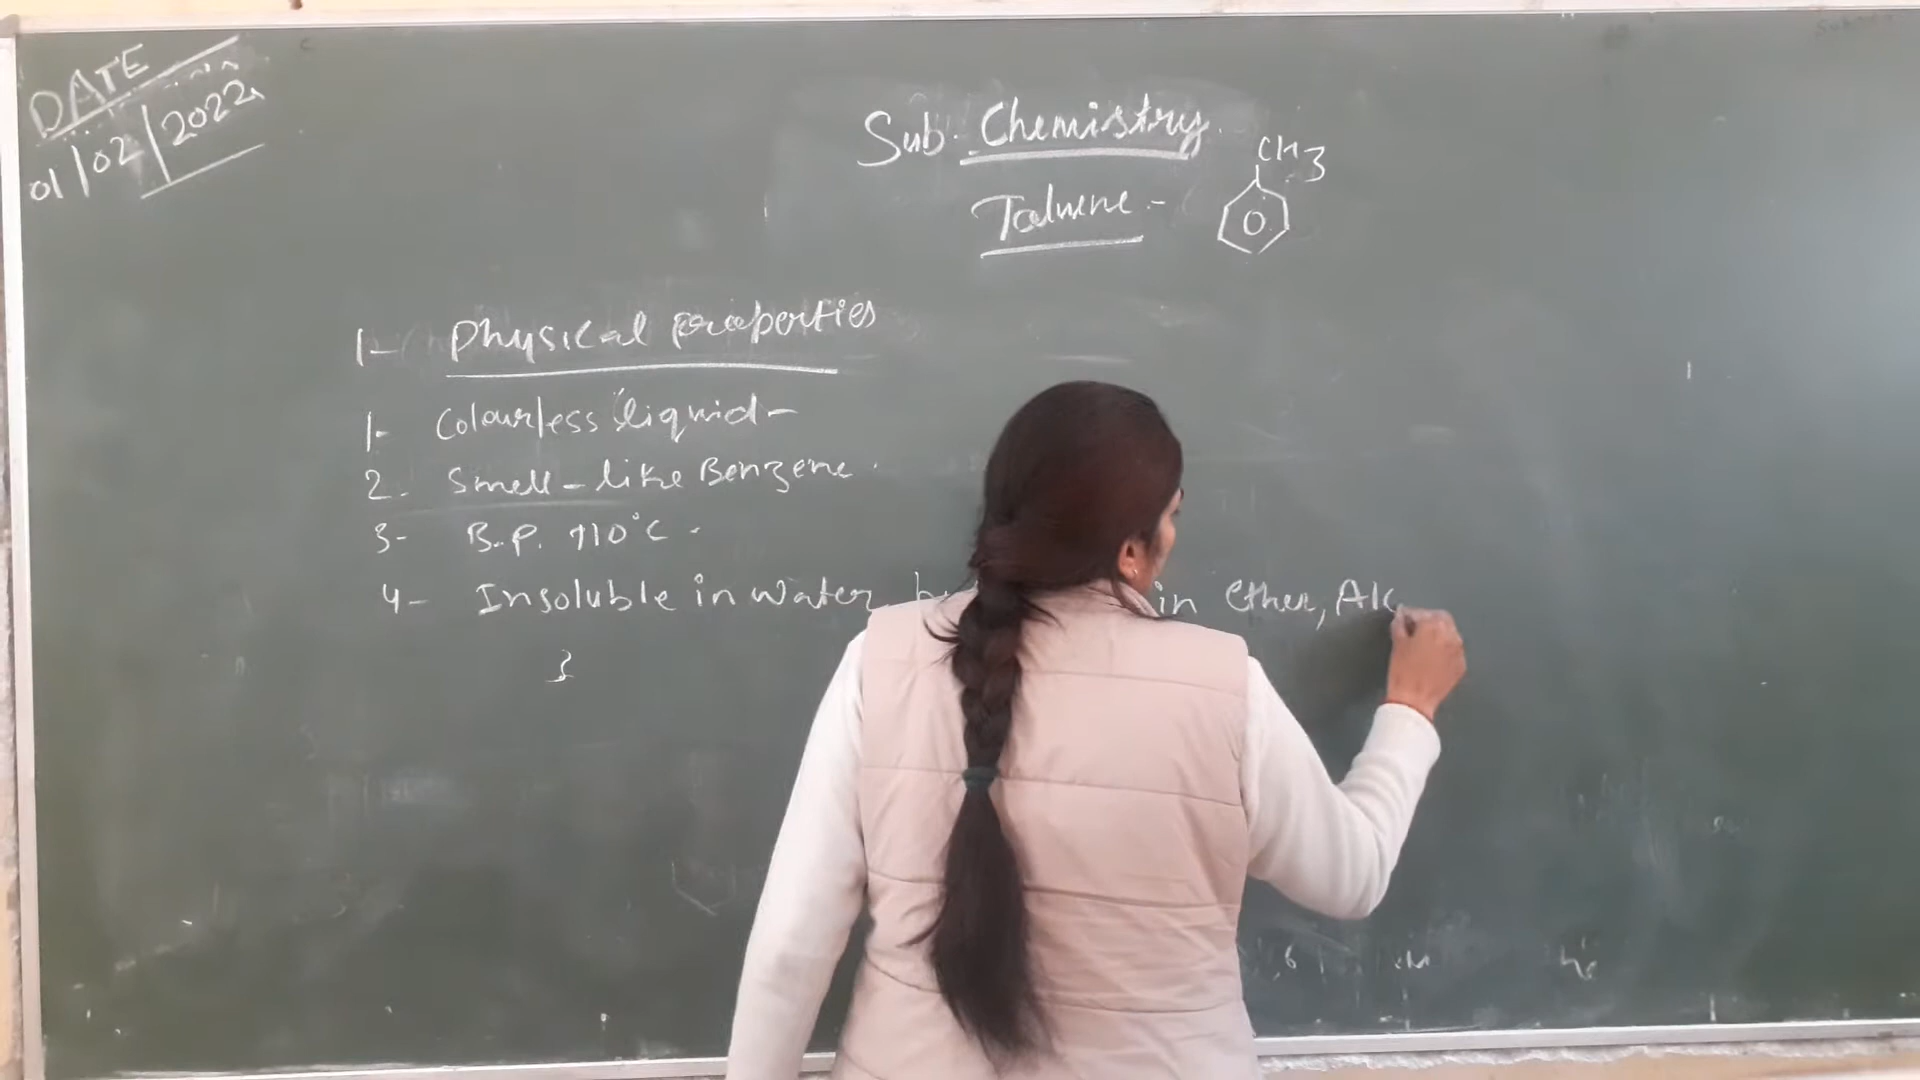 DATE
01/02/2022
Sub. Chemistry
CH3
Toluene -
1- Physical properties
1- Colourless liquid-
2- Smell - like Benzene.
3- B.P. 110°C -
4- Insoluble in water in ether, Alc